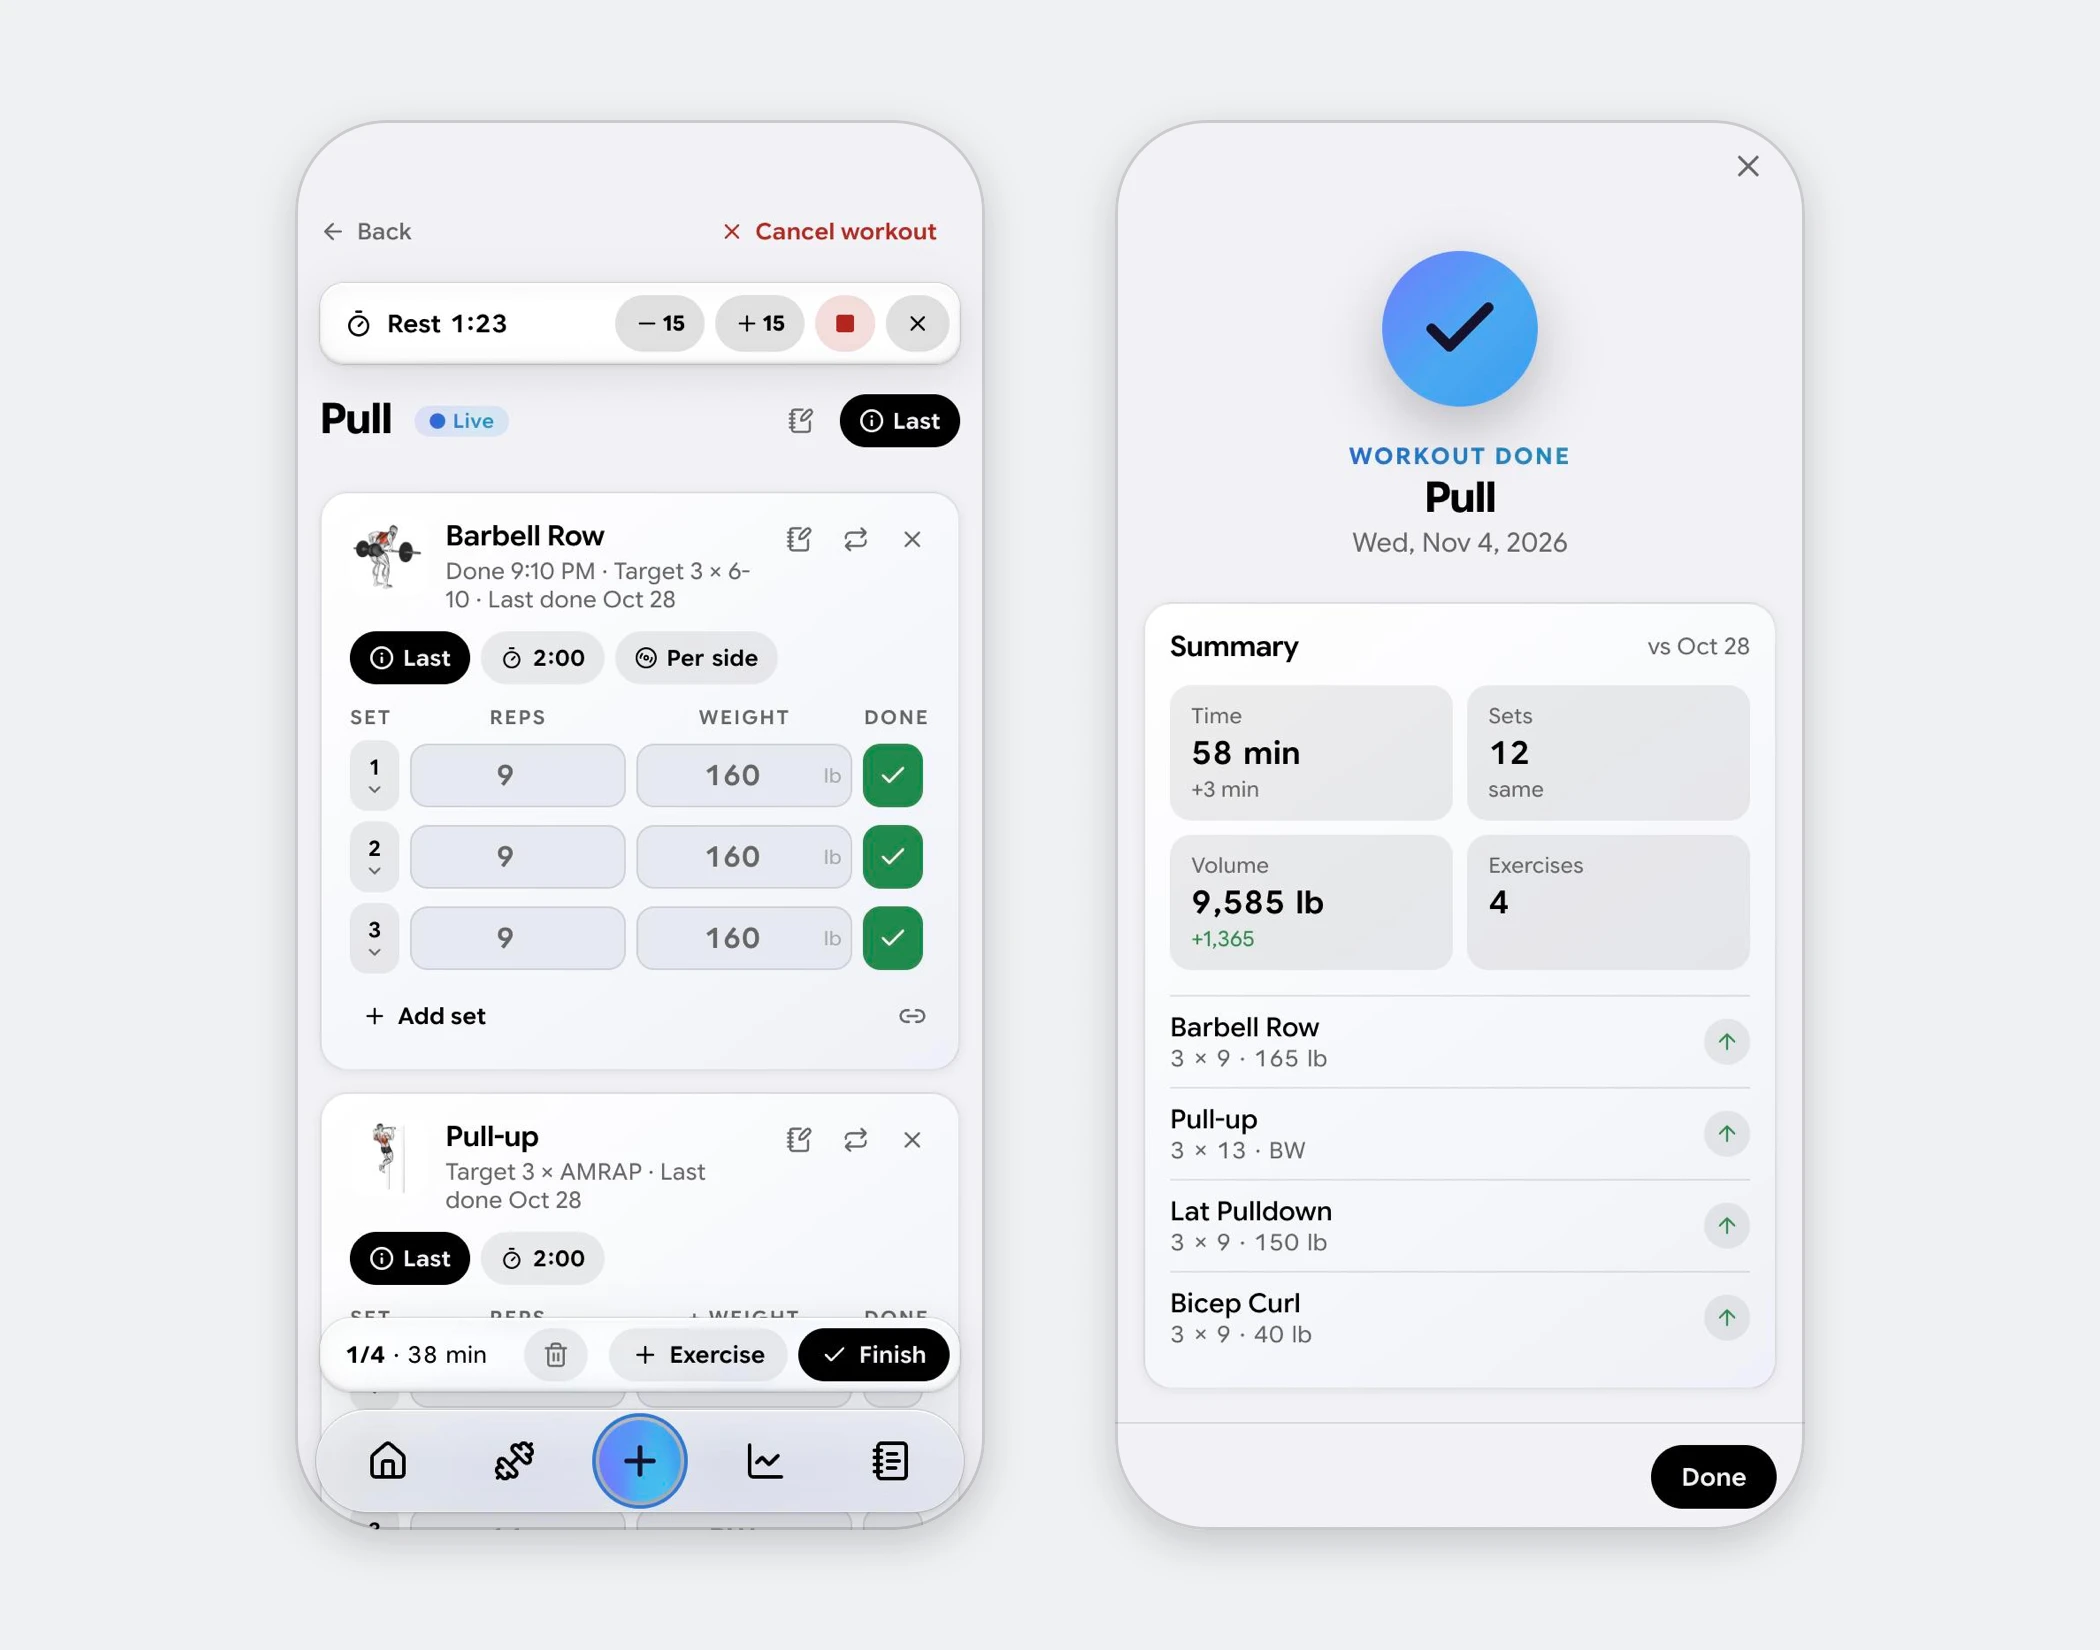 Back
Cancel workout
Rest 1:23
− 15
+ 15
Pull
Live
Last
Barbell Row
Done 9:10 PM · Target 3 × 6-
10 · Last done Oct 28
Last
2:00
Per side
SET REPS WEIGHT DONE
1 9 160 lb
2 9 160 lb
3 9 160 lb
+ Add set
Pull-up
Target 3 × AMRAP · Last
done Oct 28
Last
2:00
SET REPS + WEIGHT DONE
1/4 · 38 min
+ Exercise
Finish
WORKOUT DONE
Pull
Wed, Nov 4, 2026
Summary
vs Oct 28
Time
58 min
+3 min
Sets
12
same
Volume
9,585 lb
+1,365
Exercises
4
Barbell Row
3 × 9 · 165 lb
Pull-up
3 × 13 · BW
Lat Pulldown
3 × 9 · 150 lb
Bicep Curl
3 × 9 · 40 lb
Done